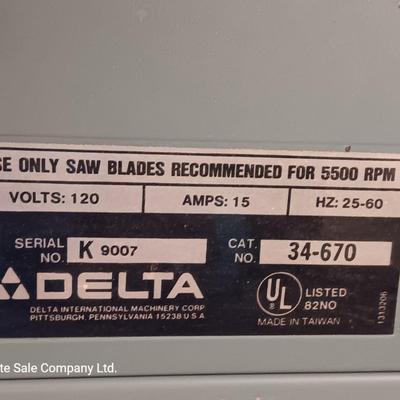 SE ONLY SAW BLADES RECOMMENDED FOR 5500 RPM
VOLTS: 120 AMPS: 15 HZ: 25-60
SERIAL NO. K 9007
CAT. NO. 34-670
DELTA
DELTA INTERNATIONAL MACHINERY CORP
PITTSBURGH, PENNSYLVANIA 15238 U.S.A.
UL ®
LISTED
82NO
MADE IN TAIWAN
1313206
te Sale Company Ltd.